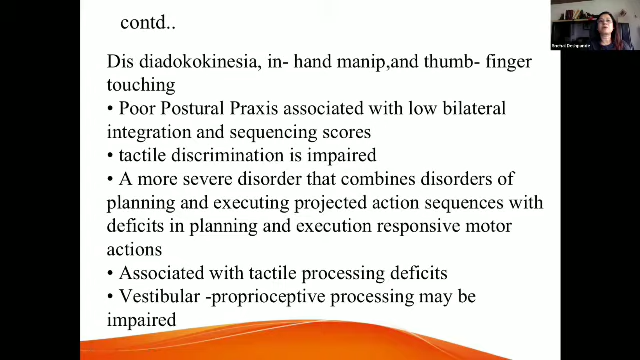 contd..
Dis diadokokinesia, in- hand manip,and thumb- finger
touching
• Poor Postural Praxis associated with low bilateral
integration and sequencing scores
• tactile discrimination is impaired
• A more severe disorder that combines disorders of
planning and executing projected action sequences with
deficits in planning and execution responsive motor
actions
• Associated with tactile processing deficits
• Vestibular -proprioceptive processing may be
impaired